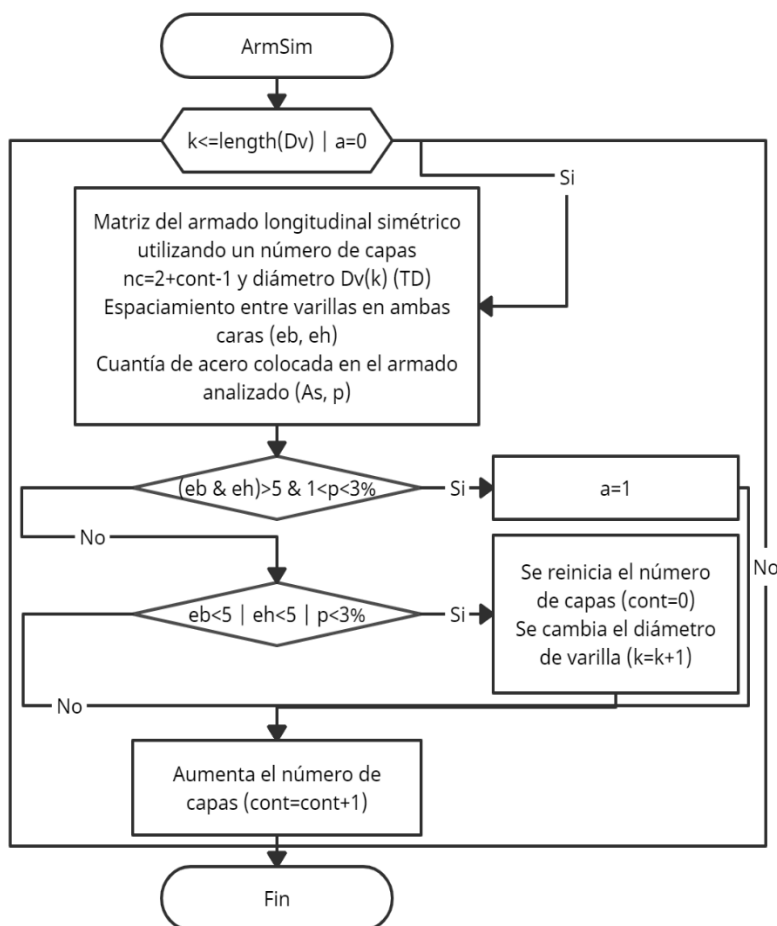 ArmSim
k<=length(Dv) | a=0
Si
Matriz del armado longitudinal simétrico
utilizando un número de capas
nc=2+cont-1 y diámetro Dv(k) (TD)
Espaciamiento entre varillas en ambas
caras (eb, eh)
Cuantía de acero colocada en el armado
analizado (As, p)
(eb & eh)>5 & 1<p<3%
Si
a=1
No
No
eb<5 | eh<5 | p<3%
Si
Se reinicia el número
de capas (cont=0)
Se cambia el diámetro
de varilla (k=k+1)
No
Aumenta el número de
capas (cont=cont+1)
Fin